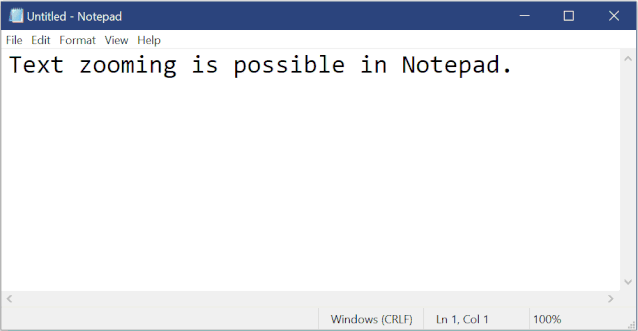 Untitled - Notepad
File Edit Format View Help
Text zooming is possible in Notepad.
Windows (CRLF) Ln 1, Col 1 100%